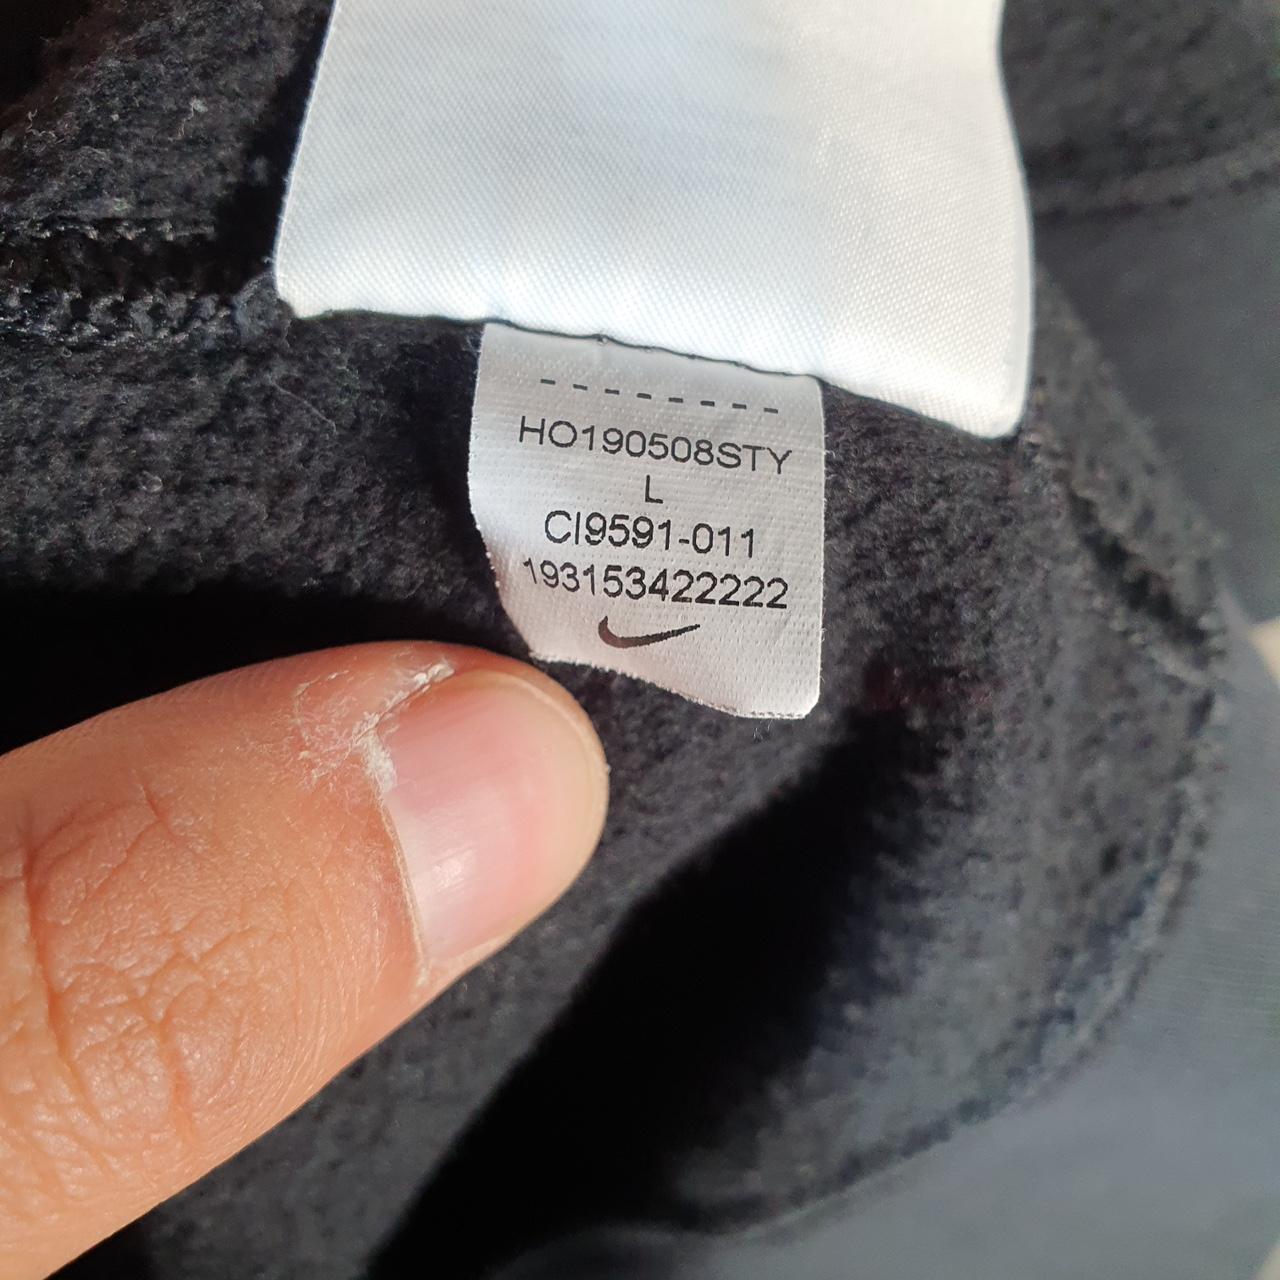 --------
HO190508STY
L
CI9591-011
193153422222